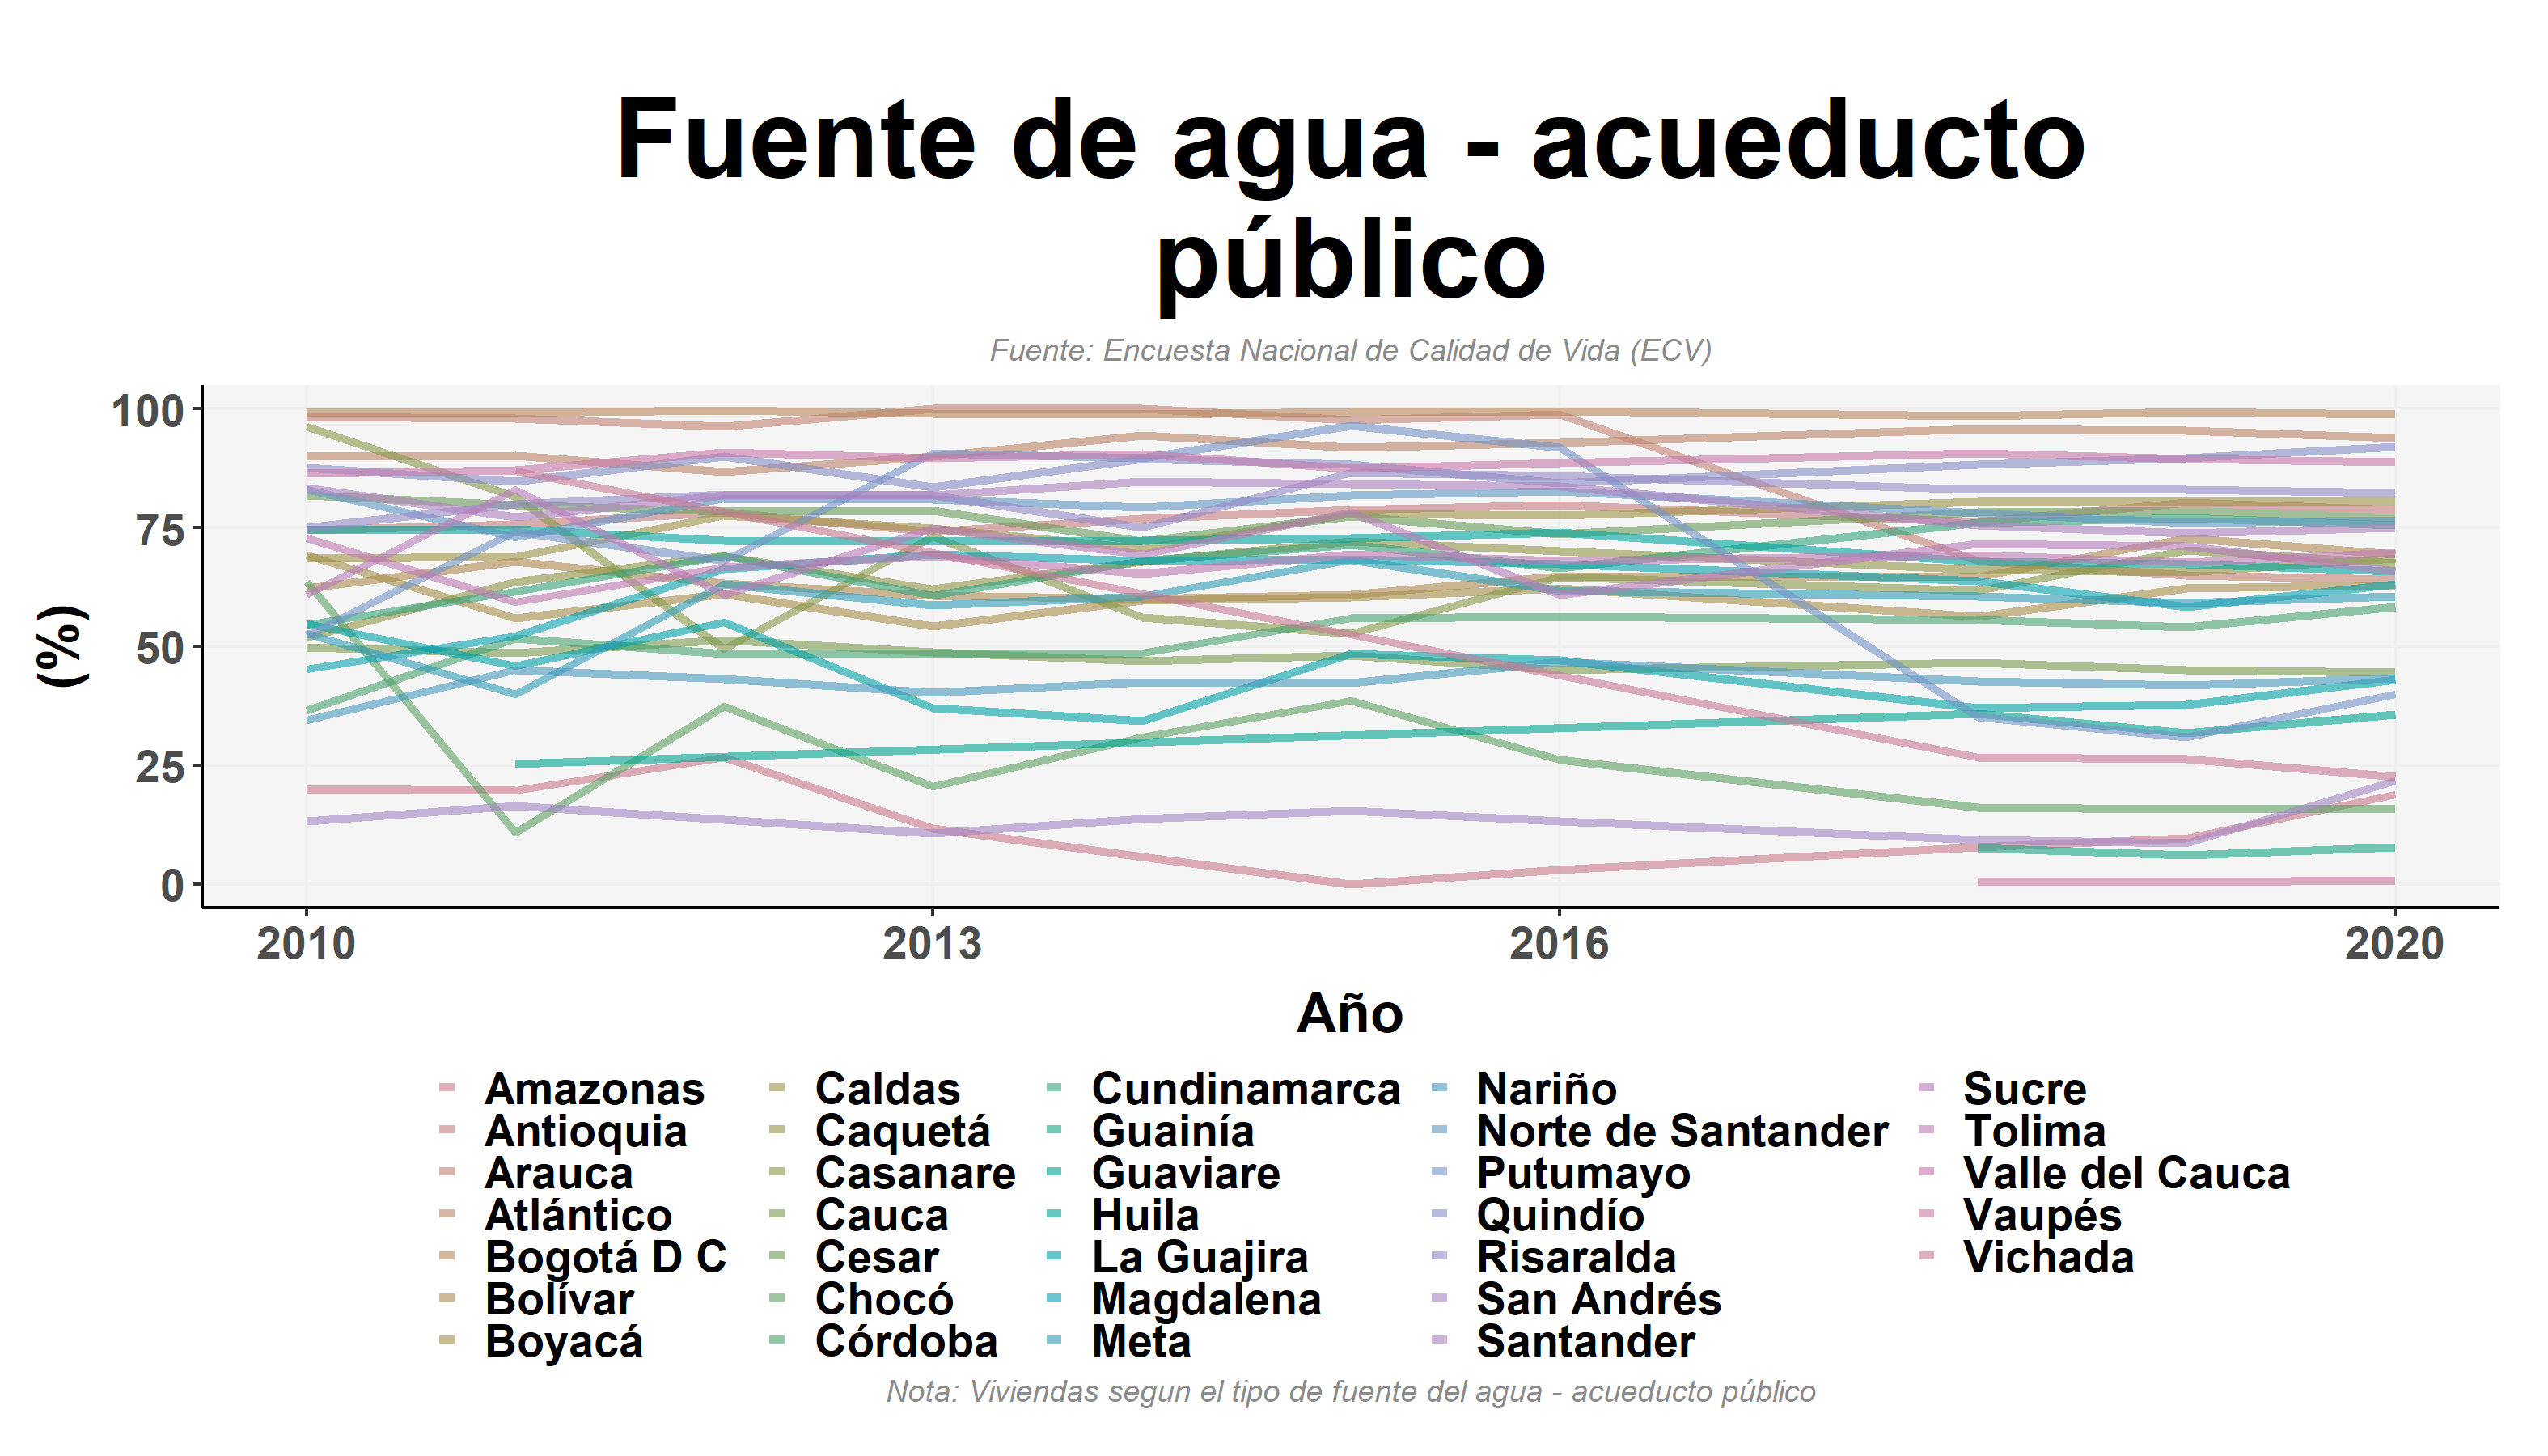 Fuente de agua - acueducto
público
Fuente: Encuesta Nacional de Calidad de Vida (ECV)
(%)
100
75
50
25
0
2010 2013 2016 2020
Año
Amazonas Caldas Cundinamarca Nariño Sucre
Antioquia Caquetá Guainía Norte de Santander Tolima
Arauca Casanare Guaviare Putumayo Valle del Cauca
Atlántico Cauca Huila Quindío Vaupés
Bogotá D C Cesar La Guajira Risaralda Vichada
Bolívar Chocó Magdalena San Andrés
Boyacá Córdoba Meta Santander
Nota: Viviendas segun el tipo de fuente del agua - acueducto público